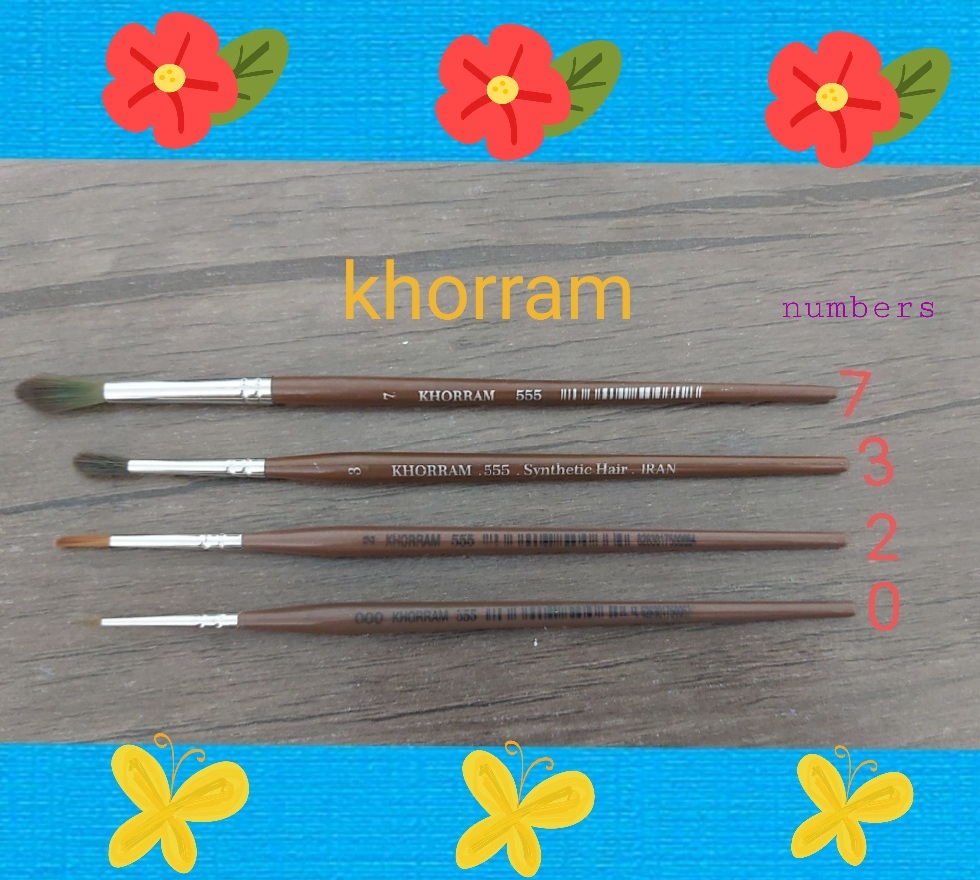 khorram
numbers
7 KHORRAM 555
7
3 KHORRAM .555 . Synthetic Hair . IRAN
3
2 KHORRAM 555
2
000 KHORRAM 555
0